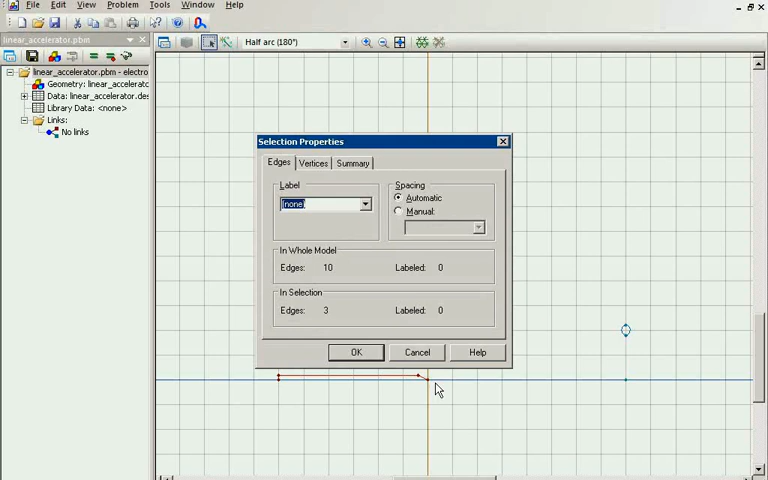 File Edit View Problem Tools Window Help
Half arc (180°)
linear_accelerator.pbm
linear_accelerator.pbm - electro
Geometry: linear_accelerato
Data: linear_accelerator.des
Library Data: <none>
Links:
No links
Selection Properties
Edges Vertices Summary
Label
[none]
Spacing
Automatic
Manual:
In Whole Model
Edges: 10 Labeled: 0
In Selection
Edges: 3 Labeled: 0
OK Cancel Help